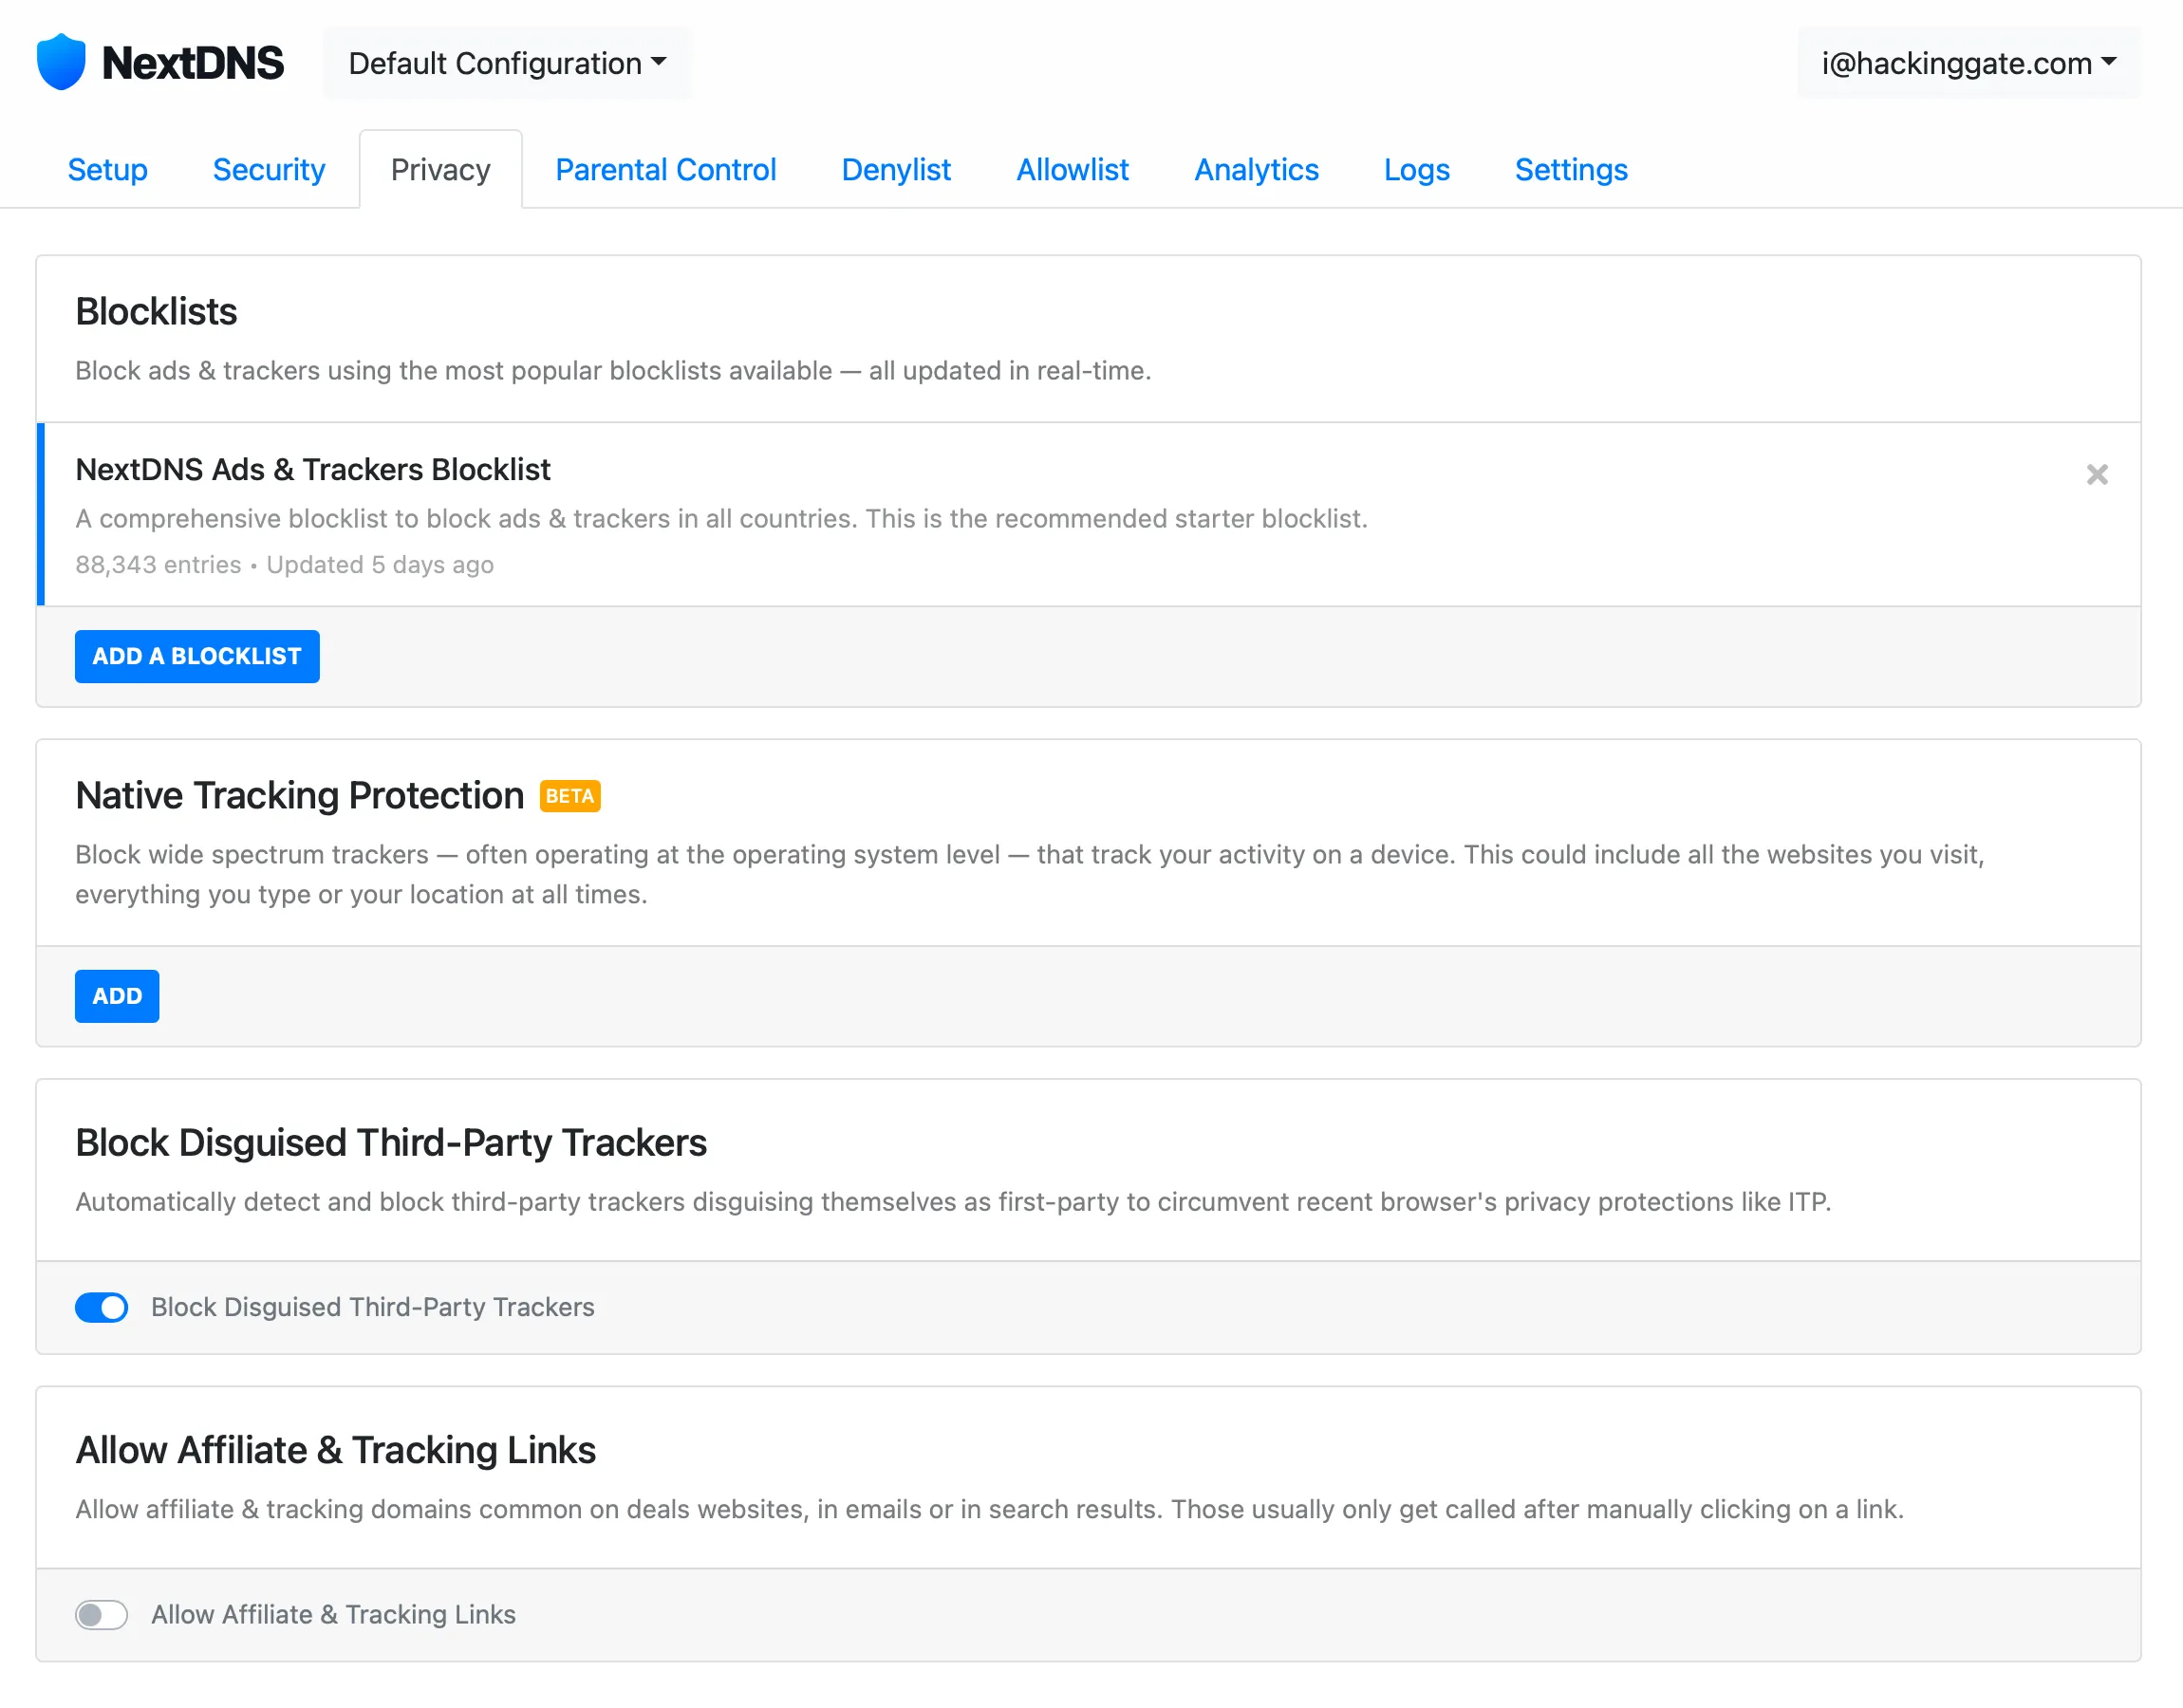 NextDNS Default Configuration i@hackinggate.com
Setup Security Privacy Parental Control Denylist Allowlist Analytics Logs Settings
Blocklists
Block ads & trackers using the most popular blocklists available — all updated in real-time.
NextDNS Ads & Trackers Blocklist
A comprehensive blocklist to block ads & trackers in all countries. This is the recommended starter blocklist.
88,343 entries • Updated 5 days ago
ADD A BLOCKLIST
Native Tracking Protection BETA
Block wide spectrum trackers — often operating at the operating system level — that track your activity on a device. This could include all the websites you visit,
everything you type or your location at all times.
ADD
Block Disguised Third-Party Trackers
Automatically detect and block third-party trackers disguising themselves as first-party to circumvent recent browser's privacy protections like ITP.
Block Disguised Third-Party Trackers
Allow Affiliate & Tracking Links
Allow affiliate & tracking domains common on deals websites, in emails or in search results. Those usually only get called after manually clicking on a link.
Allow Affiliate & Tracking Links